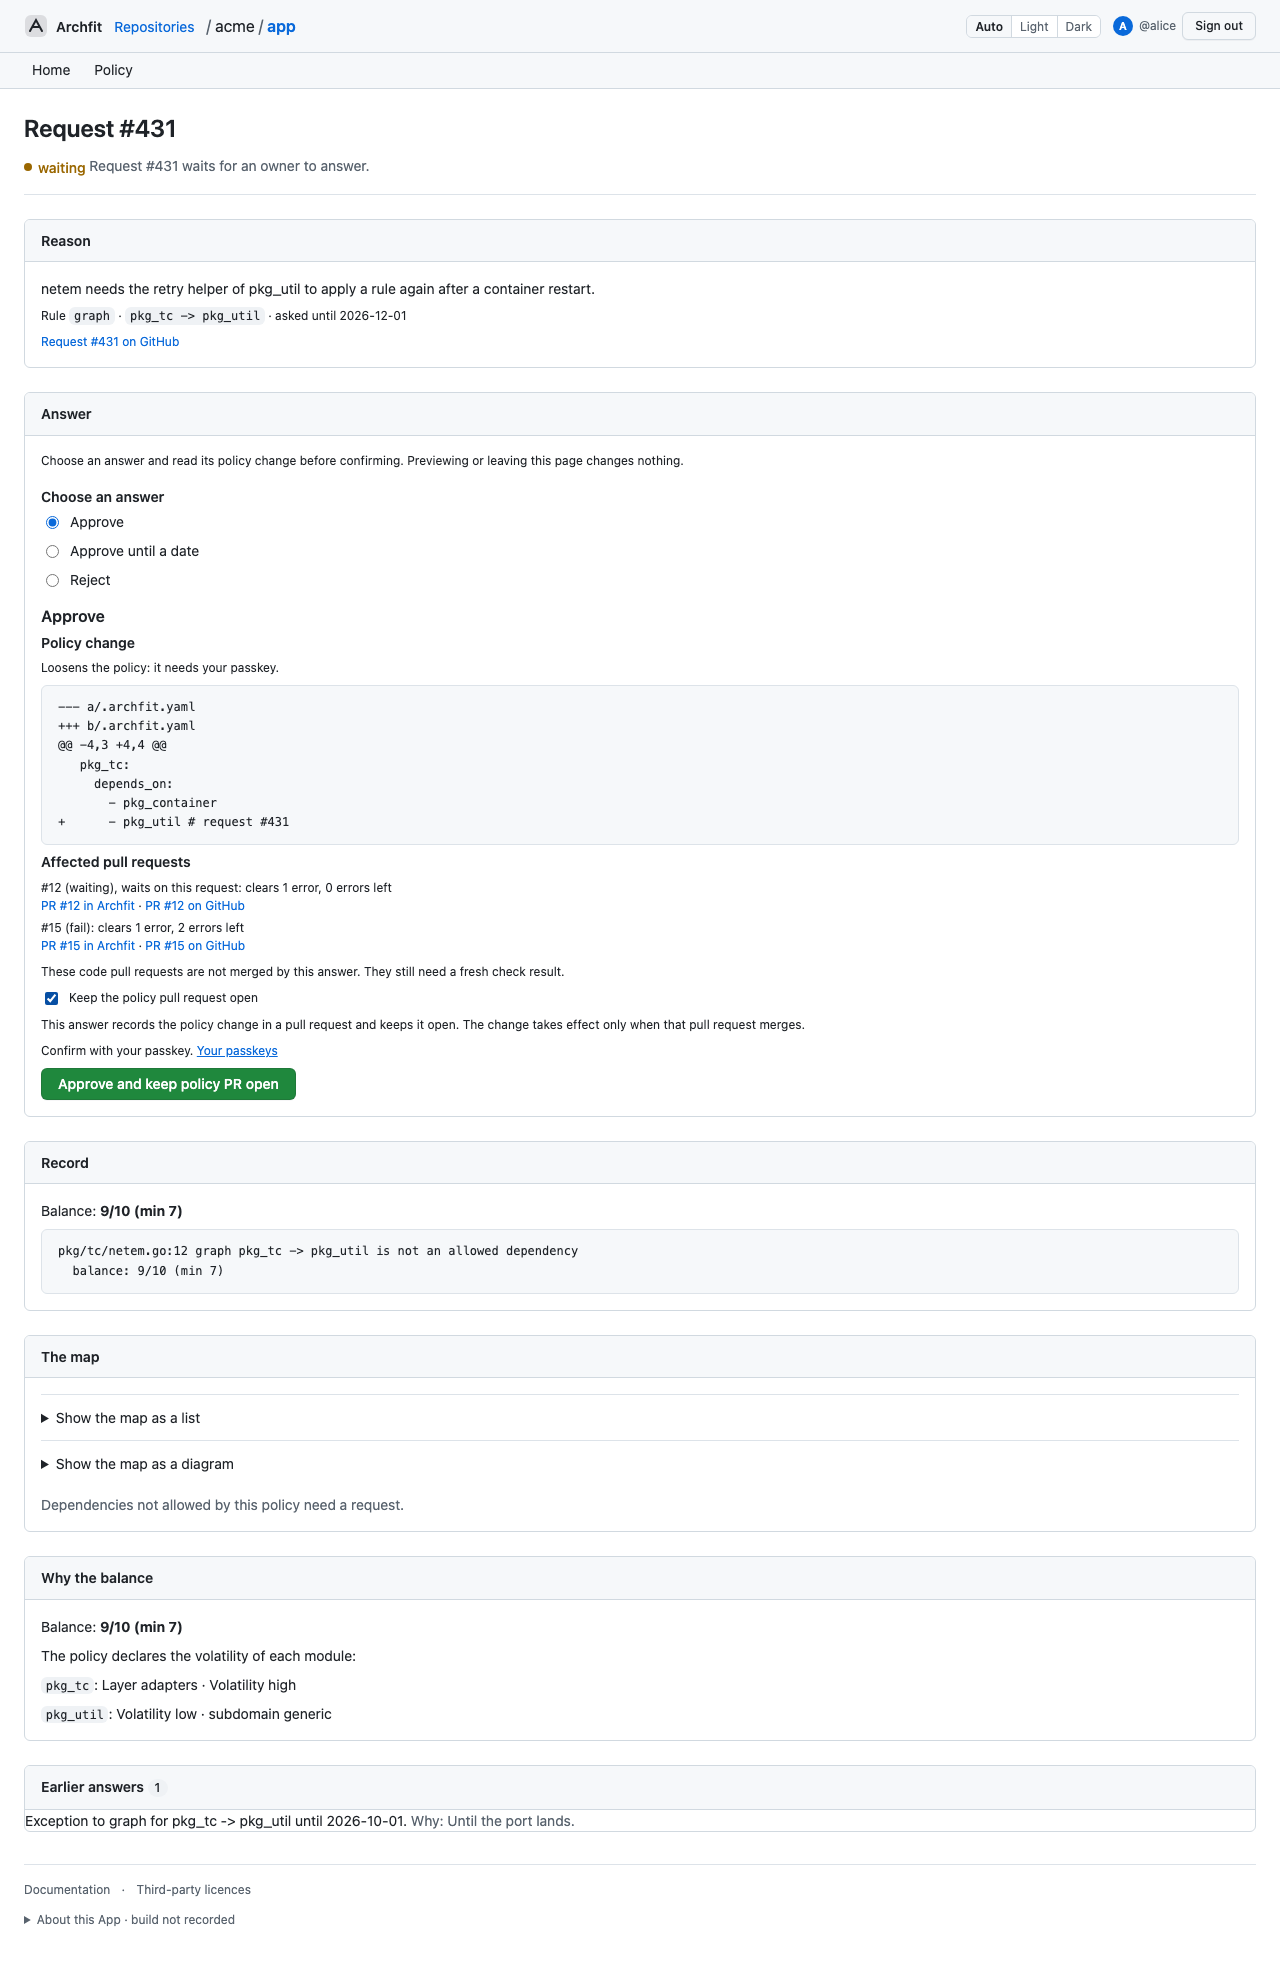 Archfit Repositories / acme / app Auto Light Dark A @alice Sign out
Home Policy
Request #431
waiting Request #431 waits for an owner to answer.
Reason
netem needs the retry helper of pkg_util to apply a rule again after a container restart.
Rule graph · pkg_tc -> pkg_util · asked until 2026-12-01
Request #431 on GitHub
Answer
Choose an answer and read its policy change before confirming. Previewing or leaving this page changes nothing.
Choose an answer
Approve
Approve until a date
Reject
Approve
Policy change
Loosens the policy: it needs your passkey.
--- a/.archfit.yaml
+++ b/.archfit.yaml
@@ -4,3 +4,4 @@
   pkg_tc:
     depends_on:
       - pkg_container
+      - pkg_util # request #431
Affected pull requests
#12 (waiting), waits on this request: clears 1 error, 0 errors left
PR #12 in Archfit · PR #12 on GitHub
#15 (fail): clears 1 error, 2 errors left
PR #15 in Archfit · PR #15 on GitHub
These code pull requests are not merged by this answer. They still need a fresh check result.
Keep the policy pull request open
This answer records the policy change in a pull request and keeps it open. The change takes effect only when that pull request merges.
Confirm with your passkey. Your passkeys
Approve and keep policy PR open
Record
Balance: 9/10 (min 7)
pkg/tc/netem.go:12 graph pkg_tc -> pkg_util is not an allowed dependency
  balance: 9/10 (min 7)
The map
Show the map as a list
Show the map as a diagram
Dependencies not allowed by this policy need a request.
Why the balance
Balance: 9/10 (min 7)
The policy declares the volatility of each module:
pkg_tc: Layer adapters · Volatility high
pkg_util: Volatility low · subdomain generic
Earlier answers 1
Exception to graph for pkg_tc -> pkg_util until 2026-10-01. Why: Until the port lands.
Documentation · Third-party licences
About this App · build not recorded